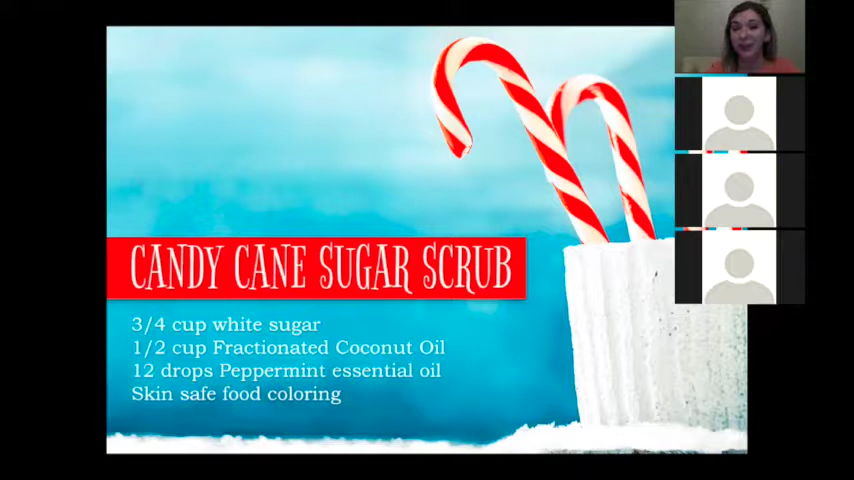 CANDY CANE SUGAR SCRUB
3/4 cup white sugar
1/2 cup Fractionated Coconut Oil
12 drops Peppermint essential oil
Skin safe food coloring